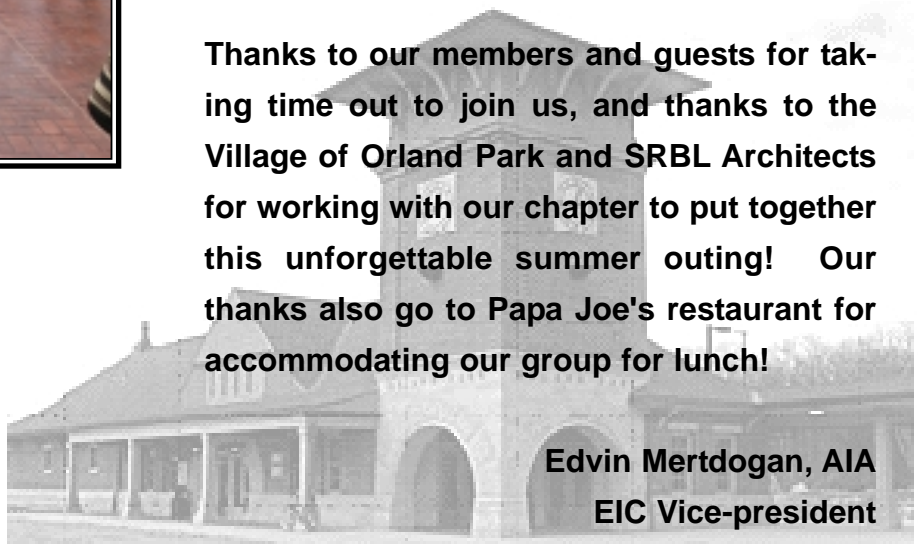 Thanks to our members and guests for tak-
ing time out to join us, and thanks to the
Village of Orland Park and SRBL Architects
for working with our chapter to put together
this unforgettable summer outing! Our
thanks also go to Papa Joe's restaurant for
accommodating our group for lunch!
Edvin Mertdogan, AIA
EIC Vice-president